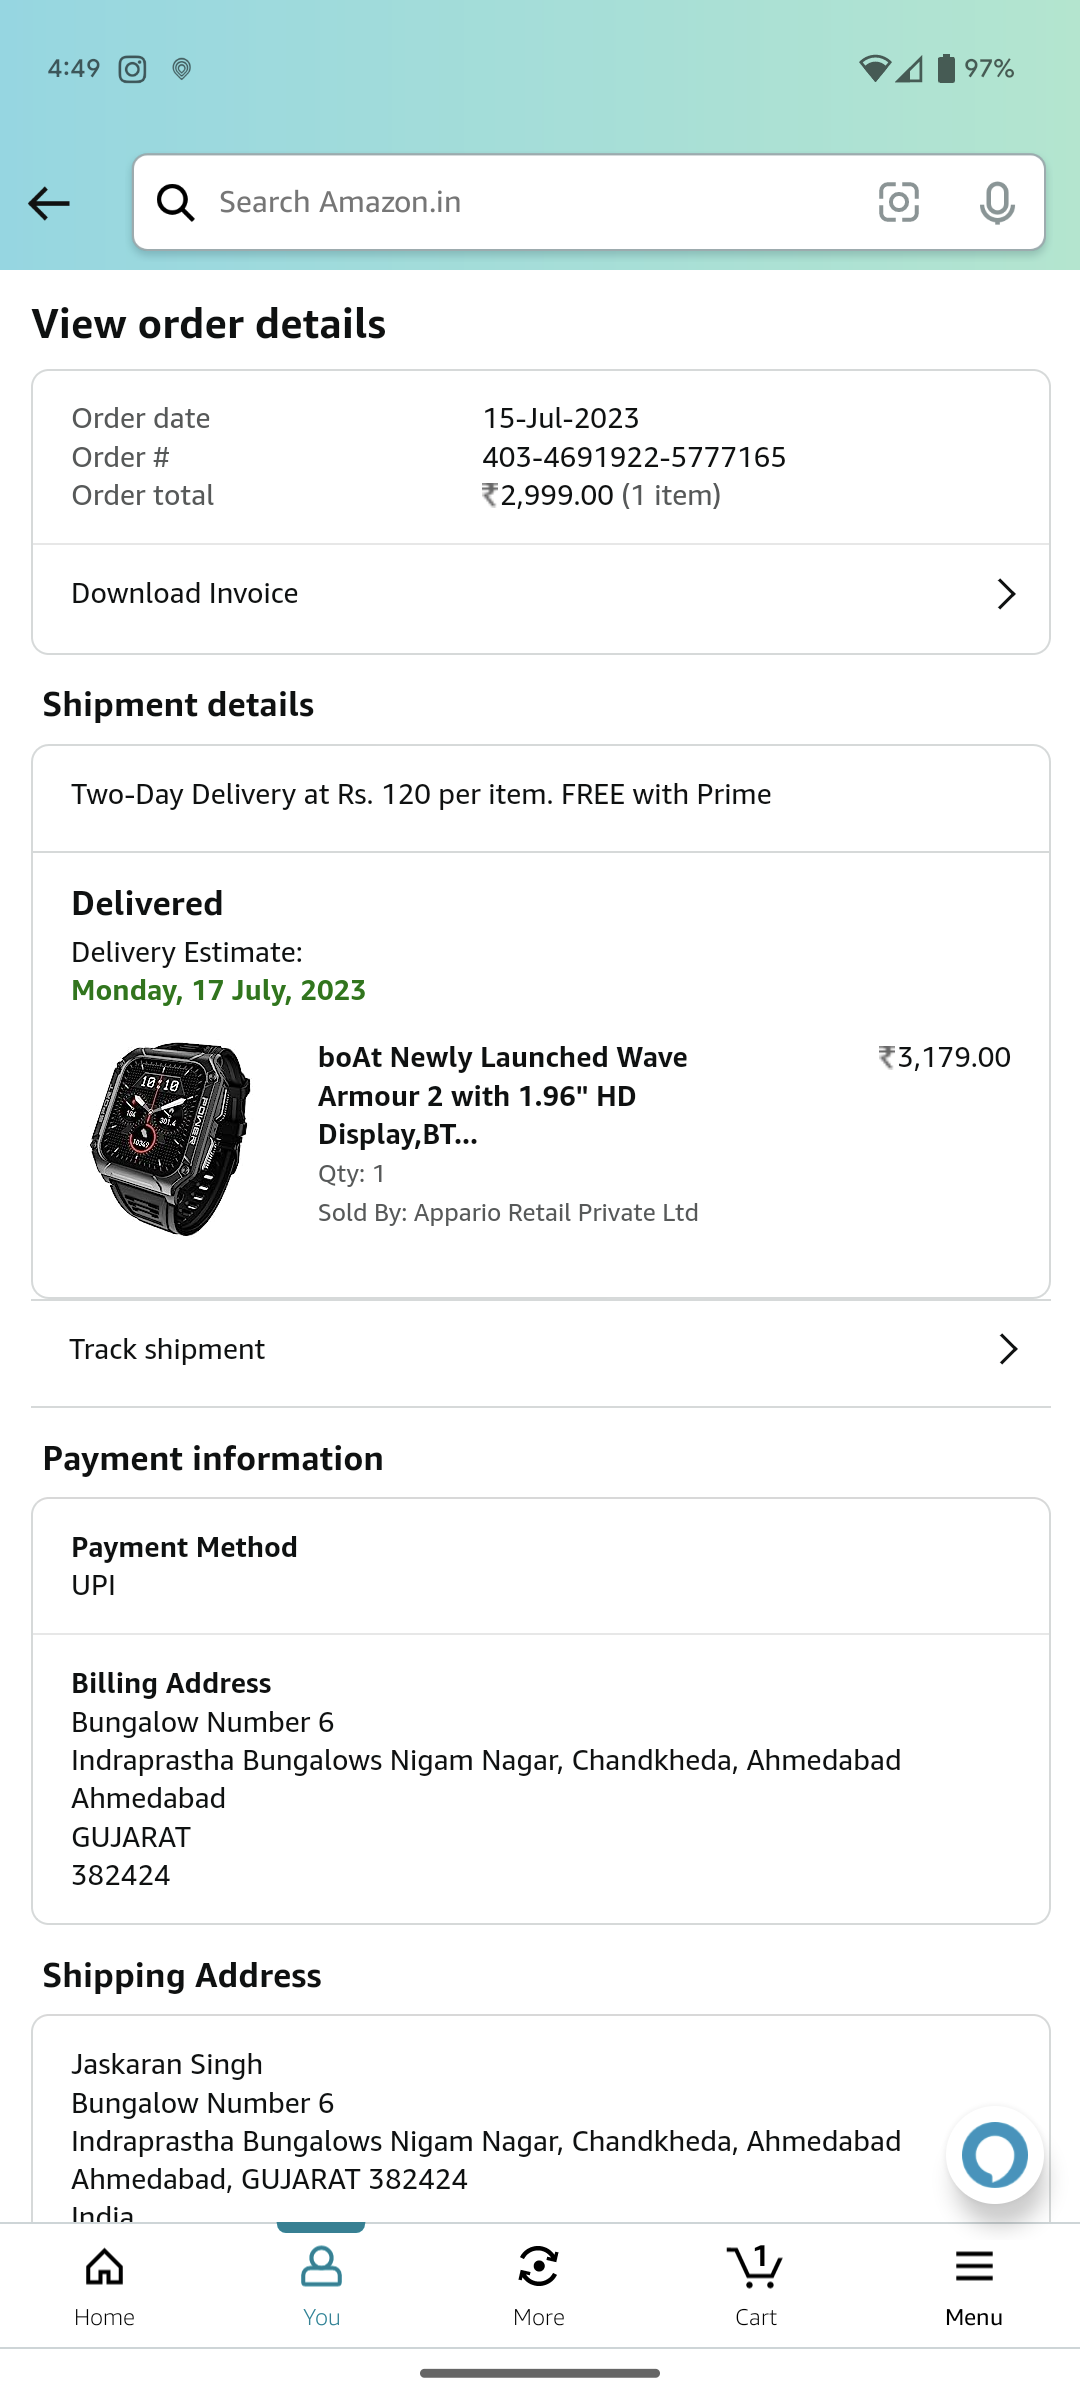 4:49
97%
Search Amazon.in
View order details
Order date 15-Jul-2023
Order # 403-4691922-5777165
Order total ₹2,999.00 (1 item)
Download Invoice
Shipment details
Two-Day Delivery at Rs. 120 per item. FREE with Prime
Delivered
Delivery Estimate:
Monday, 17 July, 2023
10:10
POWER
boAt Newly Launched Wave ₹3,179.00
Armour 2 with 1.96" HD
Display,BT...
Qty: 1
Sold By: Appario Retail Private Ltd
Track shipment
Payment information
Payment Method
UPI
Billing Address
Bungalow Number 6
Indraprastha Bungalows Nigam Nagar, Chandkheda, Ahmedabad
Ahmedabad
GUJARAT
382424
Shipping Address
Jaskaran Singh
Bungalow Number 6
Indraprastha Bungalows Nigam Nagar, Chandkheda, Ahmedabad
Ahmedabad, GUJARAT 382424
India
1
Home You More Cart Menu